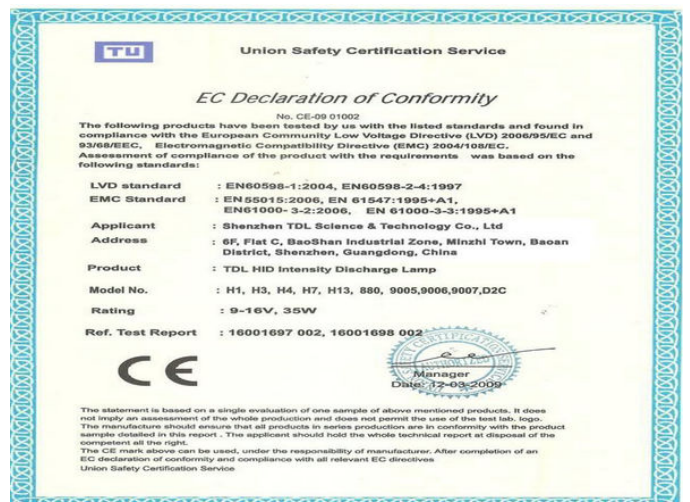 TU
Union Safety Certification Service
EC Declaration of Conformity
No. CE-09 01002
The following products have been tested by us with the listed standards and found in
compliance with the European Community Low Voltage Directive (LVD) 2006/95/EC and
93/68/EEC, Electromagnetic Compatibility Directive (EMC) 2004/108/EC.
Assessment of compliance of the product with the requirements was based on the
following standards:
LVD standard : EN60598-1:2004, EN60598-2-4:1997
EMC Standard : EN55015:2006, EN 61547:1995+A1,
EN61000- 3-2:2006, EN 61000-3-3:1995+A1
Applicant : Shenzhen TDL Science & Technology Co., Ltd
Address : 6F, Flat C, BaoShan Industrial Zone, Minzhi Town, Baoan
District, Shenzhen, Guangdong, China
Product : TDL HID Intensity Discharge Lamp
Model No. : H1, H3, H4, H7, H13, 880, 9005,9006,9007,D2C
Rating : 9-16V, 35W
Ref. Test Report : 16001697 002, 16001698 002
CE
AUTHORIZED
Manager
Date: 12-03-2009
The statement is based on a single evaluation of one sample of above mentioned products. It does
not imply an assessment of the whole production and does not permit the use of the test lab. logo.
The manufacture should ensure that all products in series production are in conformity with the product
sample detailed in this report . The applicant should hold the whole technical report at disposal of the
competent all the right.
The CE mark above can be used, under the responsibility of manufacturer. After completion of an
EC declaration of conformity and compliance with all relevant EC directives
Union Safety Certification Service